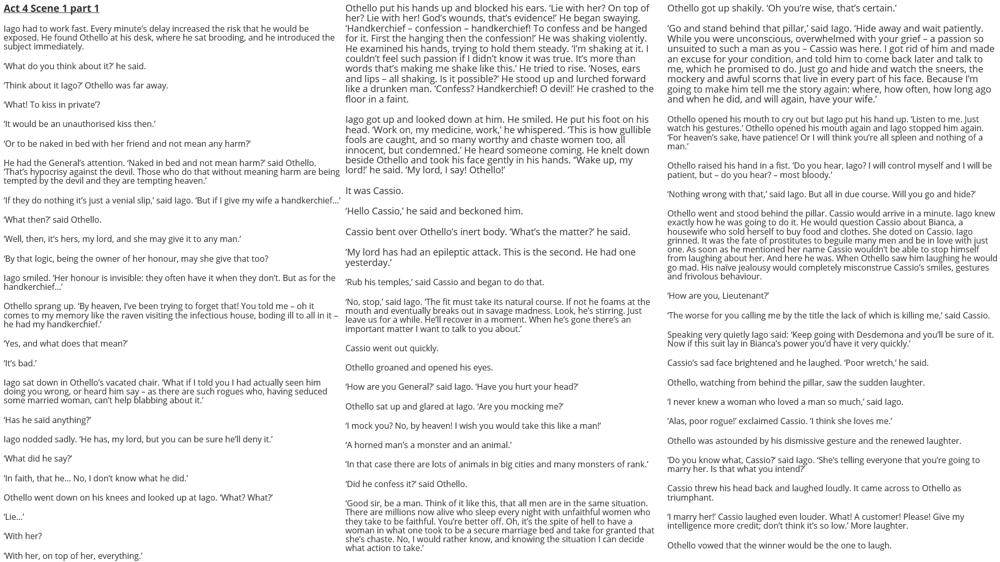 Act 4 Scene 1 part 1
Iago had to work fast. Every minute’s delay increased the risk that he would be
exposed. He found Othello at his desk, where he sat brooding, and he introduced the
subject immediately.
‘What do you think about it?’ he said.
‘Think about it Iago?’ Othello was far away.
‘What! To kiss in private’?
‘It would be an unauthorised kiss then.’
‘Or to be naked in bed with her friend and not mean any harm?’
He had the General’s attention. ‘Naked in bed and not mean harm?’ said Othello.
‘That’s hypocrisy against the devil. Those who do that without meaning harm are being
tempted by the devil and they are tempting heaven.’
‘If they do nothing it’s just a venial slip,’ said Iago. ‘But if I give my wife a handkerchief…’
‘What then?’ said Othello.
‘Well, then, it’s hers, my lord, and she may give it to any man.’
‘By that logic, being the owner of her honour, may she give that too?
Iago smiled. ‘Her honour is invisible: they often have it when they don’t. But as for the
handkerchief…’
Othello sprang up. ‘By heaven, I’ve been trying to forget that! You told me – oh it
comes to my memory like the raven visiting the infectious house, boding ill to all in it –
he had my handkerchief.’
‘Yes, and what does that mean?’
‘It’s bad.’
Iago sat down in Othello’s vacated chair. ‘What if I told you I had actually seen him
doing you wrong, or heard him say – as there are such rogues who, having seduced
some married woman, can’t help blabbing about it.’
‘Has he said anything?’
Iago nodded sadly. ‘He has, my lord, but you can be sure he’ll deny it.’
‘What did he say?’
‘In faith, that he… No, I don’t know what he did.’
Othello went down on his knees and looked up at Iago. ‘What? What?’
‘Lie…’
‘With her?
‘With her, on top of her, everything.’
Othello put his hands up and blocked his ears. ‘Lie with her? On top of
her? Lie with her! God’s wounds, that’s evidence!’ He began swaying.
‘Handkerchief – confession – handkerchief! To confess and be hanged
for it. First the hanging then the confession!’ He was shaking violently.
He examined his hands, trying to hold them steady. ‘I’m shaking at it. I
couldn’t feel such passion if I didn’t know it was true. It’s more than
words that’s making me shake like this.’ He tried to rise. ‘Noses, ears
and lips – all shaking. Is it possible?’ He stood up and lurched forward
like a drunken man. ‘Confess? Handkerchief! O devil!’ He crashed to the
floor in a faint.
Iago got up and looked down at him. He smiled. He put his foot on his
head. ‘Work on, my medicine, work,’ he whispered. ‘This is how gullible
fools are caught, and so many worthy and chaste women too, all
innocent, but condemned.’ He heard someone coming. He knelt down
beside Othello and took his face gently in his hands. ‘’Wake up, my
lord!’ he said. ‘My lord, I say! Othello!’
It was Cassio.
‘Hello Cassio,’ he said and beckoned him.
Cassio bent over Othello’s inert body. ‘What’s the matter?’ he said.
‘My lord has had an epileptic attack. This is the second. He had one
yesterday.’
‘Rub his temples,’ said Cassio and began to do that.
‘No, stop,’ said Iago. ‘The fit must take its natural course. If not he foams at the
mouth and eventually breaks out in savage madness. Look, he’s stirring. Just
leave us for a while. He’ll recover in a moment. When he’s gone there’s an
important matter I want to talk to you about.’
Cassio went out quickly.
Othello groaned and opened his eyes.
‘How are you General?’ said Iago. ‘Have you hurt your head?’
Othello sat up and glared at Iago. ‘Are you mocking me?’
‘I mock you? No, by heaven! I wish you would take this like a man!’
‘A horned man’s a monster and an animal.’
‘In that case there are lots of animals in big cities and many monsters of rank.’
‘Did he confess it?’ said Othello.
‘Good sir, be a man. Think of it like this, that all men are in the same situation.
There are millions now alive who sleep every night with unfaithful women who
they take to be faithful. You’re better off. Oh, it’s the spite of hell to have a
woman in what one took to be a secure marriage bed and take for granted that
she’s chaste. No, I would rather know, and knowing the situation I can decide
what action to take.’
Othello got up shakily. ‘Oh you’re wise, that’s certain.’
‘Go and stand behind that pillar,’ said Iago. ‘Hide away and wait patiently.
While you were unconscious, overwhelmed with your grief – a passion so
unsuited to such a man as you – Cassio was here. I got rid of him and made
an excuse for your condition, and told him to come back later and talk to
me, which he promised to do. Just go and hide and watch the sneers, the
mockery and awful scorns that live in every part of his face. Because I’m
going to make him tell me the story again: where, how often, how long ago
and when he did, and will again, have your wife.’
Othello opened his mouth to cry out but Iago put his hand up. ‘Listen to me. Just
watch his gestures.’ Othello opened his mouth again and Iago stopped him again.
‘For heaven’s sake, have patience! Or I will think you’re all spleen and nothing of a
man.’
Othello raised his hand in a fist. ‘Do you hear, Iago? I will control myself and I will be
patient, but – do you hear? – most bloody.’
‘Nothing wrong with that,’ said Iago. But all in due course. Will you go and hide?’
Othello went and stood behind the pillar. Cassio would arrive in a minute. Iago knew
exactly how he was going to do it. He would question Cassio about Bianca, a
housewife who sold herself to buy food and clothes. She doted on Cassio. Iago
grinned. It was the fate of prostitutes to beguile many men and be in love with just
one. As soon as he mentioned her name Cassio wouldn’t be able to stop himself
from laughing about her. And here he was. When Othello saw him laughing he would
go mad. His naïve jealousy would completely misconstrue Cassio’s smiles, gestures
and frivolous behaviour.
‘How are you, Lieutenant?’
‘The worse for you calling me by the title the lack of which is killing me,’ said Cassio.
Speaking very quietly Iago said: ‘Keep going with Desdemona and you’ll be sure of it.
Now if this suit lay in Bianca’s power you’d have it very quickly.’
Cassio’s sad face brightened and he laughed. ‘Poor wretch,’ he said.
Othello, watching from behind the pillar, saw the sudden laughter.
‘I never knew a woman who loved a man so much,’ said Iago.
‘Alas, poor rogue!’ exclaimed Cassio. ‘I think she loves me.’
Othello was astounded by his dismissive gesture and the renewed laughter.
‘Do you know what, Cassio?’ said Iago. ‘She’s telling everyone that you’re going to
marry her. Is that what you intend?’
Cassio threw his head back and laughed loudly. It came across to Othello as
triumphant.
‘I marry her!’ Cassio laughed even louder. What! A customer! Please! Give my
intelligence more credit; don’t think it’s so low.’ More laughter.
Othello vowed that the winner would be the one to laugh.